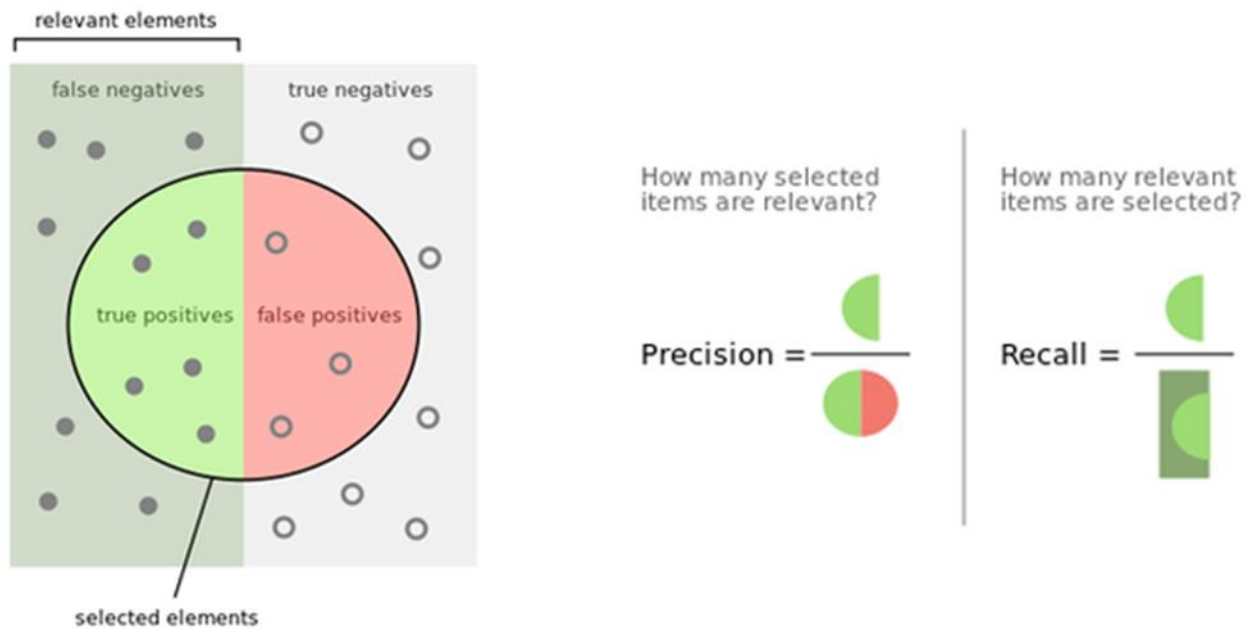 relevant elements
false negatives
true negatives
true positives
false positives
selected elements
How many selected
items are relevant?
Precision =
How many relevant
items are selected?
Recall =